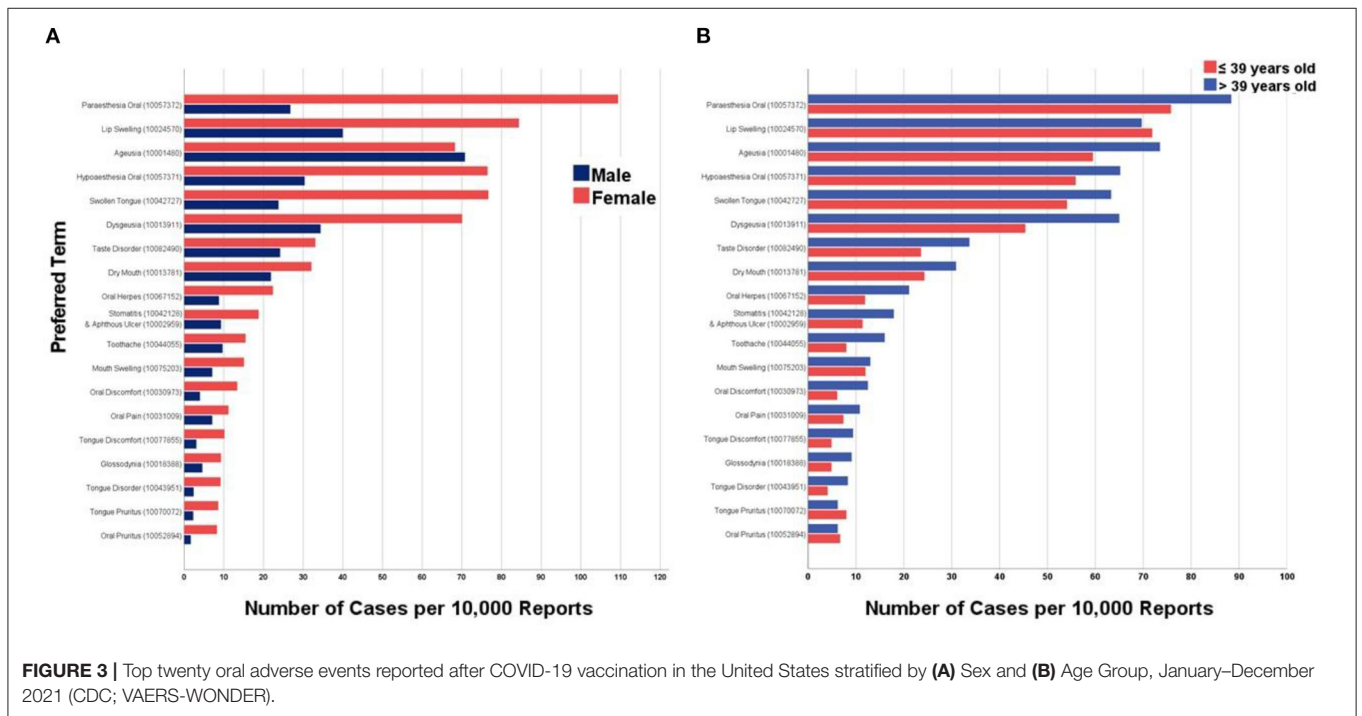 A
Preferred Term
Paraesthesia Oral (10057372)
Lip Swelling (10024570)
Ageusia (10001480)
Hypoaesthesia Oral (10057371)
Swollen Tongue (10042727)
Dysgeusia (10013911)
Taste Disorder (10082490)
Dry Mouth (10013781)
Oral Herpes (10067152)
Stomatitis (10042128)
& Aphthous Ulcer (10002959)
Toothache (10044055)
Mouth Swelling (10075203)
Oral Discomfort (10030973)
Oral Pain (10031009)
Tongue Discomfort (10077855)
Glossodynia (10018388)
Tongue Disorder (10043951)
Tongue Pruritus (10070072)
Oral Pruritus (10052894)
Male
Female
0 10 20 30 40 50 60 70 80 90 100 110 120
Number of Cases per 10,000 Reports
B
≤ 39 years old
> 39 years old
Paraesthesia Oral (10057372)
Lip Swelling (10024570)
Ageusia (10001480)
Hypoaesthesia Oral (10057371)
Swollen Tongue (10042727)
Dysgeusia (10013911)
Taste Disorder (10082490)
Dry Mouth (10013781)
Oral Herpes (10067152)
Stomatitis (10042128)
& Aphthous Ulcer (10002959)
Toothache (10044055)
Mouth Swelling (10075203)
Oral Discomfort (10030973)
Oral Pain (10031009)
Tongue Discomfort (10077855)
Glossodynia (10018388)
Tongue Disorder (10043951)
Tongue Pruritus (10070072)
Oral Pruritus (10052894)
0 10 20 30 40 50 60 70 80 90 100
Number of Cases per 10,000 Reports
FIGURE 3 | Top twenty oral adverse events reported after COVID-19 vaccination in the United States stratified by (A) Sex and (B) Age Group, January–December
2021 (CDC; VAERS-WONDER).